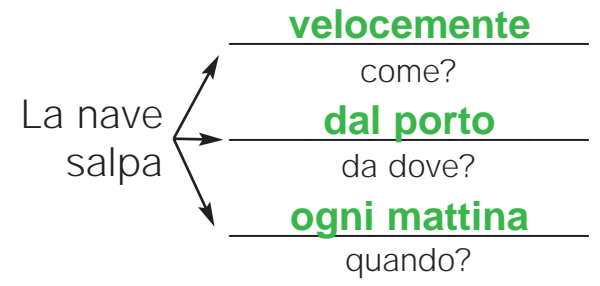 velocemente
come?
La nave
salpa
dal porto
da dove?
ogni mattina
quando?